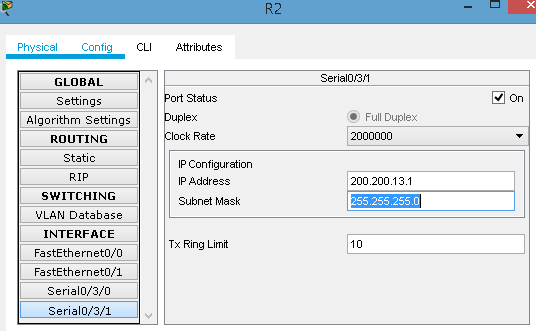 R2
Physical Config CLI Attributes
GLOBAL
Settings
Algorithm Settings
ROUTING
Static
RIP
SWITCHING
VLAN Database
INTERFACE
FastEthernet0/0
FastEthernet0/1
Serial0/3/0
Serial0/3/1
Serial0/3/1
Port Status On
Duplex Full Duplex
Clock Rate 2000000
IP Configuration
IP Address 200.200.13.1
Subnet Mask 255.255.255.0
Tx Ring Limit 10